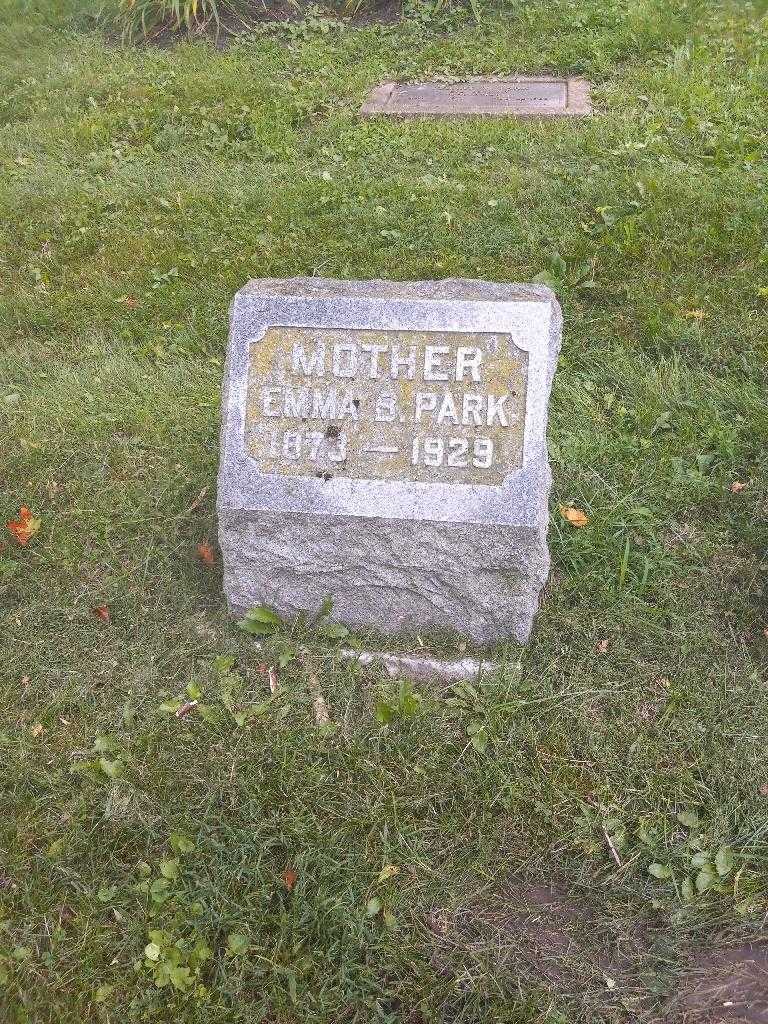 MOTHER
EMMA B. PARK
1873 — 1929